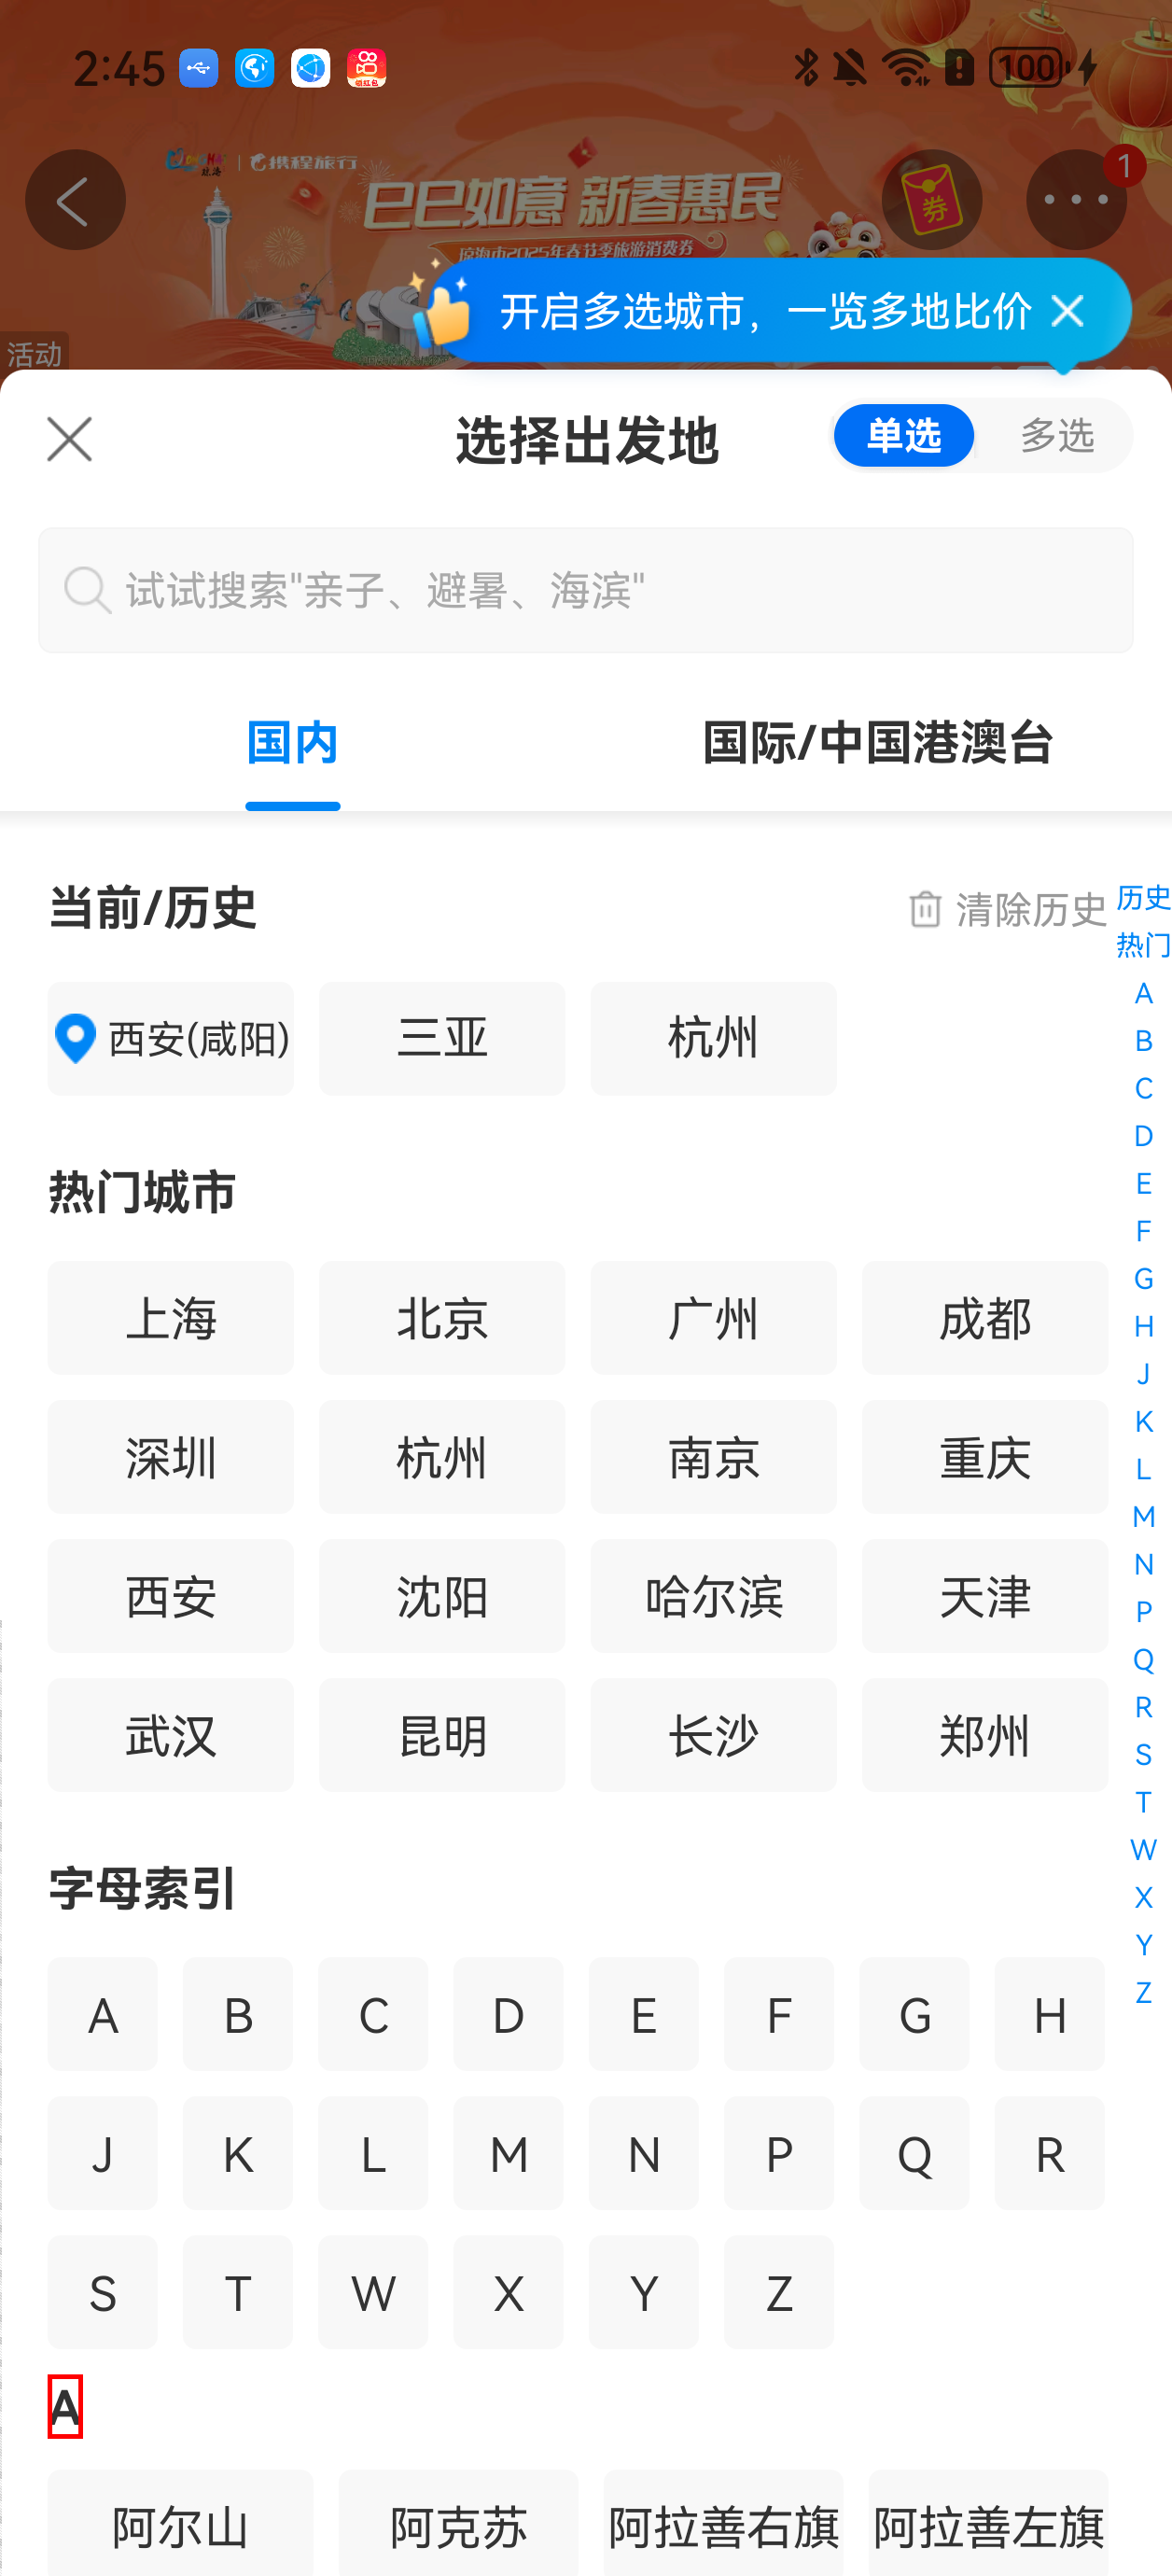 2:45
领红包
100
携程旅行
巳巳如意 新春惠民
2025年春节季旅游消费券
券
1
活动
开启多选城市，一览多地比价
选择出发地
单选 多选
试试搜索"亲子、避暑、海滨"
国内 国际/中国港澳台
当前/历史 清除历史
西安(咸阳) 三亚 杭州
热门城市
上海 北京 广州 成都
深圳 杭州 南京 重庆
西安 沈阳 哈尔滨 天津
武汉 昆明 长沙 郑州
字母索引
A B C D E F G H
J K L M N P Q R
S T W X Y Z
A
阿尔山 阿克苏 阿拉善右旗 阿拉善左旗
历史
热门
A
B
C
D
E
F
G
H
J
K
L
M
N
P
Q
R
S
T
W
X
Y
Z